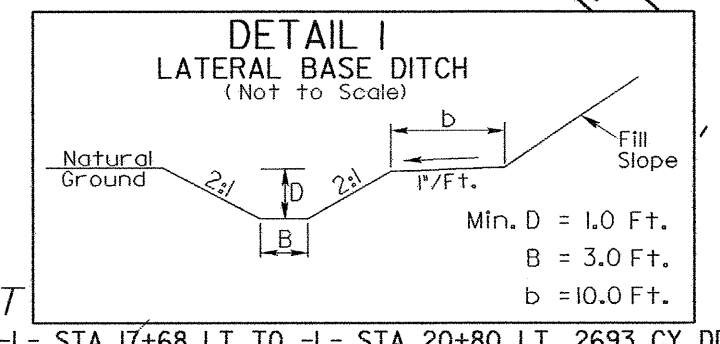 DETAIL 1
LATERAL BASE DITCH
(Not to Scale)
b
Natural
Ground
2:1
D
2:1
1"/Ft.
Fill
Slope
B
Min. D = 1.0 Ft.
B = 3.0 Ft.
b = 10.0 Ft.
T
-L- STA 17+68 LT TO -L- STA 20+80 LT 2693 CY